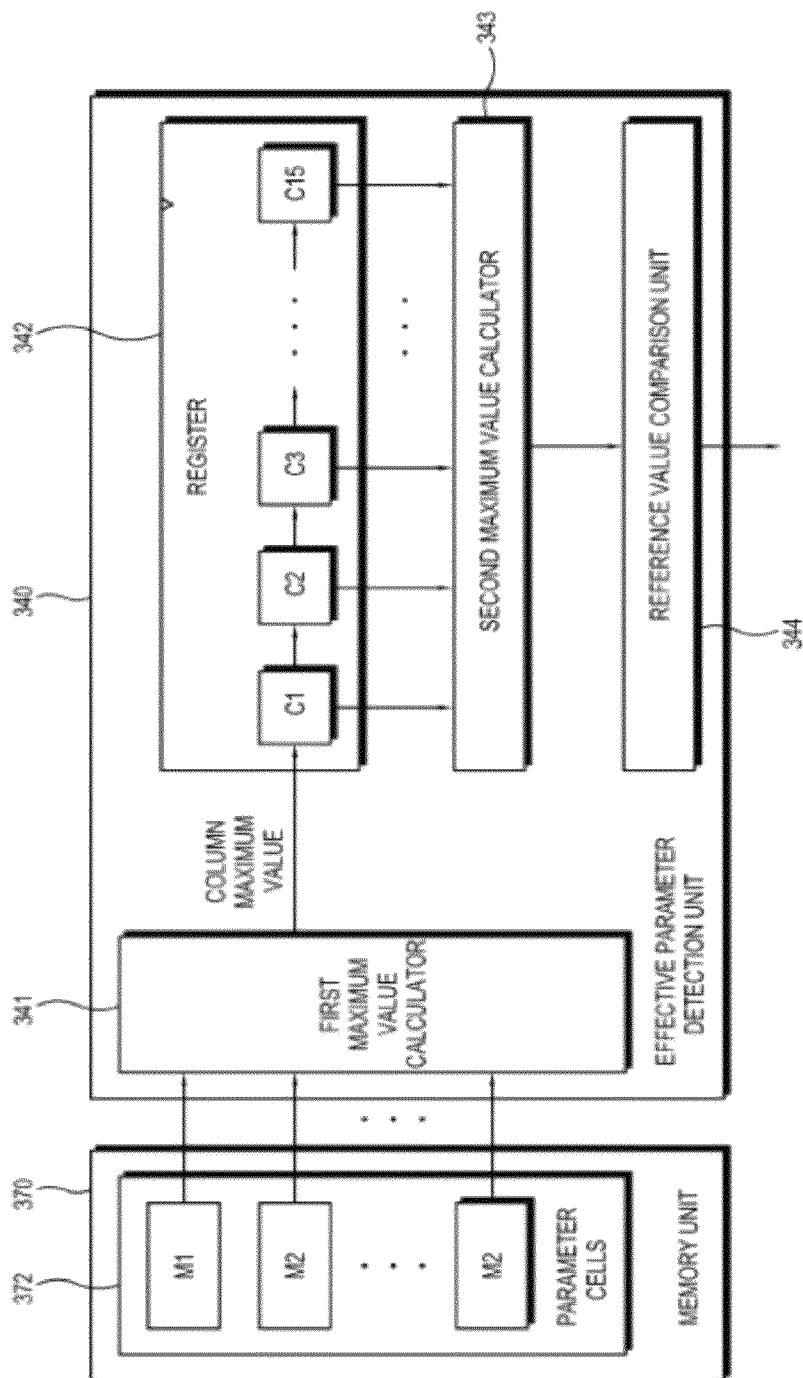 370
372
M1
M2
M2
PARAMETER
CELLS
MEMORY UNIT
340
341
FIRST
MAXIMUM
VALUE
CALCULATOR
COLUMN
MAXIMUM
VALUE
342
REGISTER
C1
C2
C3
C15
343
SECOND MAXIMUM VALUE CALCULATOR
REFERENCE VALUE COMPARISON UNIT
344
EFFECTIVE PARAMETER
DETECTION UNIT